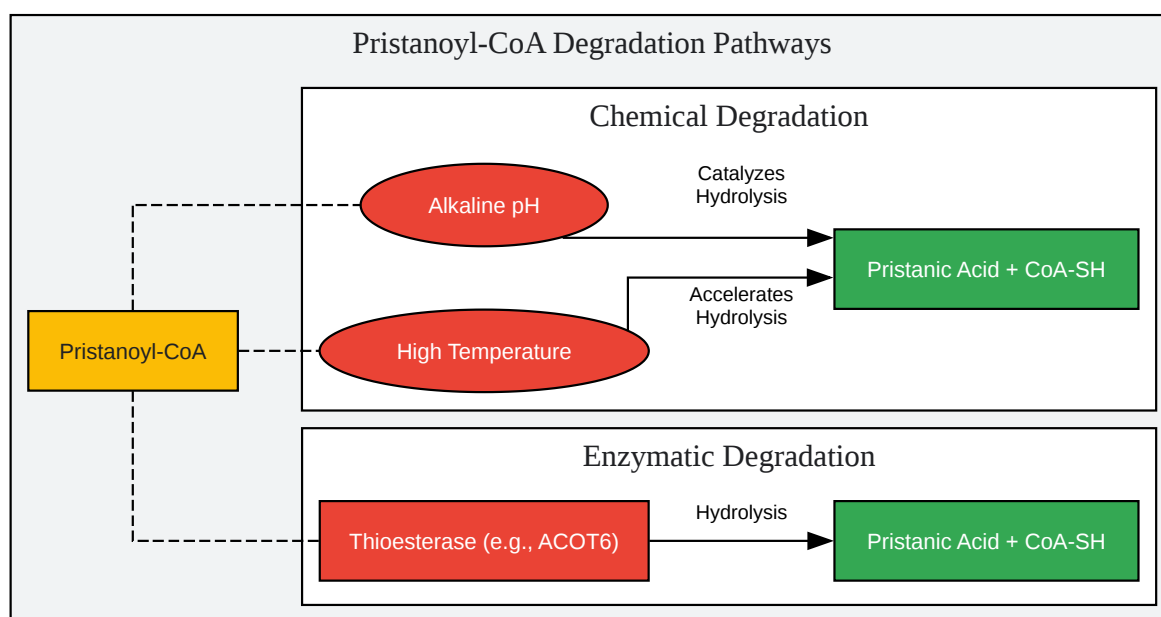 Pristanoyl-CoA Degradation Pathways
Chemical Degradation
Alkaline pH
Catalyzes
Hydrolysis
Pristanic Acid + CoA-SH
Accelerates
Hydrolysis
High Temperature
Pristanoyl-CoA
Enzymatic Degradation
Thioesterase (e.g., ACOT6)
Hydrolysis
Pristanic Acid + CoA-SH